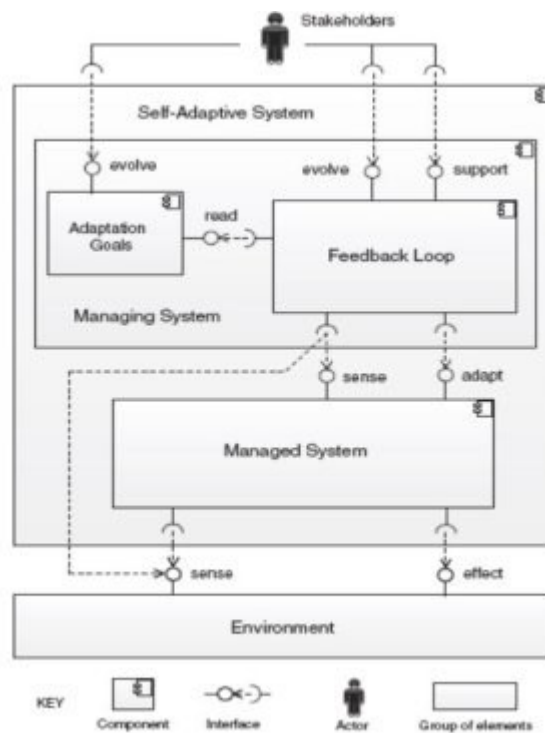 Stakeholders
Self-Adaptive System
evolve
evolve
support
Adaptation
Goals
read
Feedback Loop
Managing System
sense
adapt
Managed System
sense
effect
Environment
KEY
Component
Interface
Actor
Group of elements